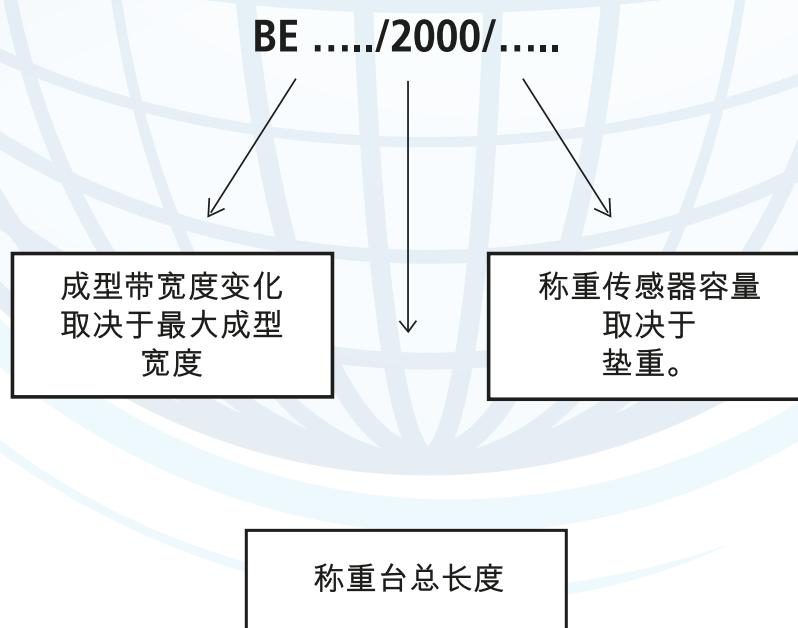 BE ...../2000/.....
成型带宽度变化
取决于最大成型
宽度
称重传感器容量
取决于
垫重。
称重台总长度